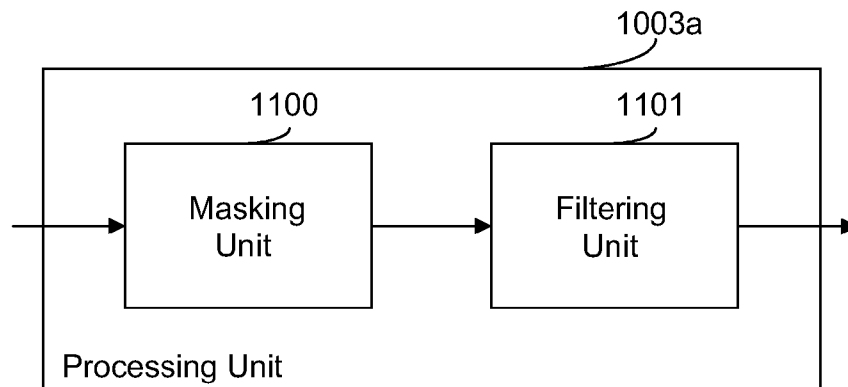 1003a
1100
1101
Masking
Unit
Filtering
Unit
Processing Unit